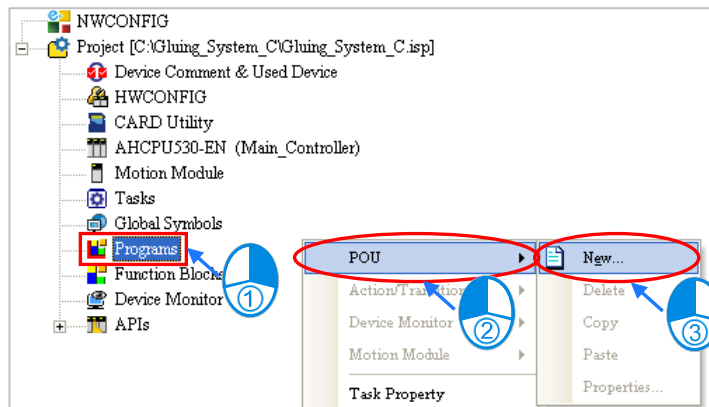 NWCONFIG
Project [C:\Gluing_System_C\Gluing_System_C.isp]
Device Comment & Used Device
HWCONFIG
CARD Utility
AHCPU530-EN (Main_Controller)
Motion Module
Tasks
Global Symbols
Programs
Function Blocks
Device Monitor
APIs
POU
Action/Transition
Device Monitor
Motion Module
Task Property
New...
Delete
Copy
Paste
Properties...
1
2
3